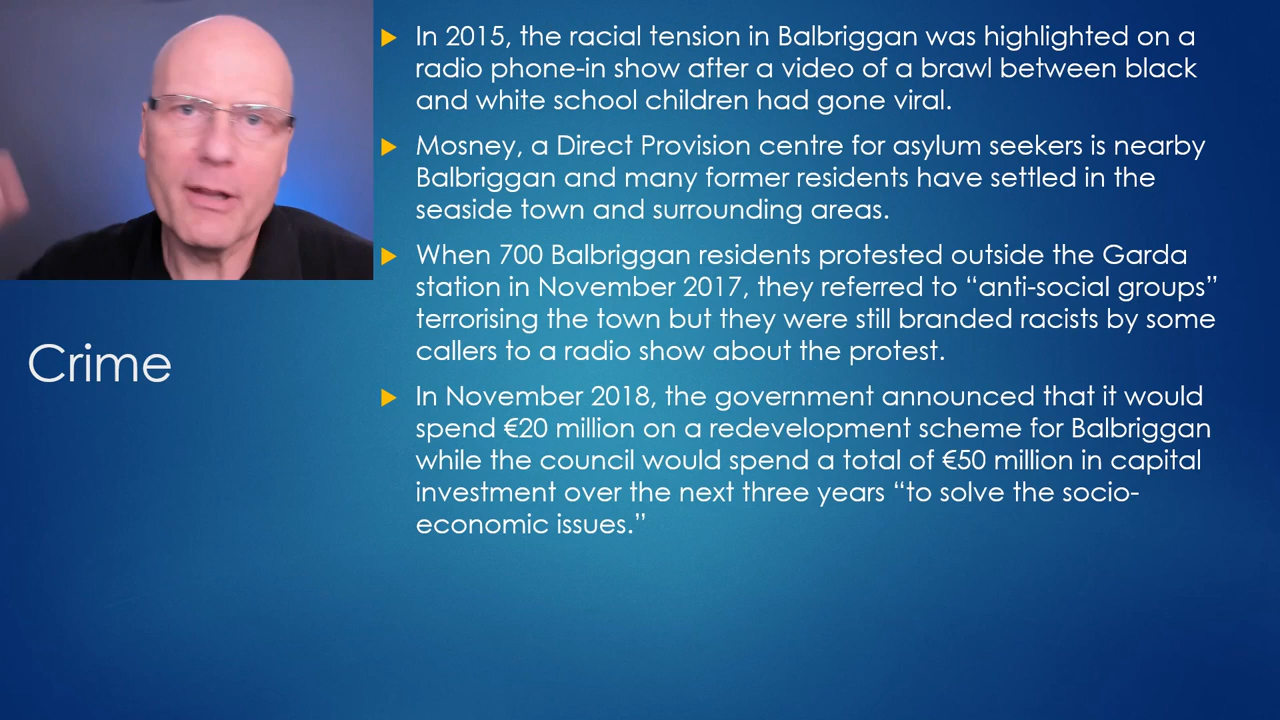 In 2015, the racial tension in Balbriggan was highlighted on a
radio phone-in show after a video of a brawl between black
and white school children had gone viral.
Mosney, a Direct Provision centre for asylum seekers is nearby
Balbriggan and many former residents have settled in the
seaside town and surrounding areas.
When 700 Balbriggan residents protested outside the Garda
station in November 2017, they referred to “anti-social groups”
terrorising the town but they were still branded racists by some
callers to a radio show about the protest.
Crime
In November 2018, the government announced that it would
spend €20 million on a redevelopment scheme for Balbriggan
while the council would spend a total of €50 million in capital
investment over the next three years “to solve the socio-
economic issues.”